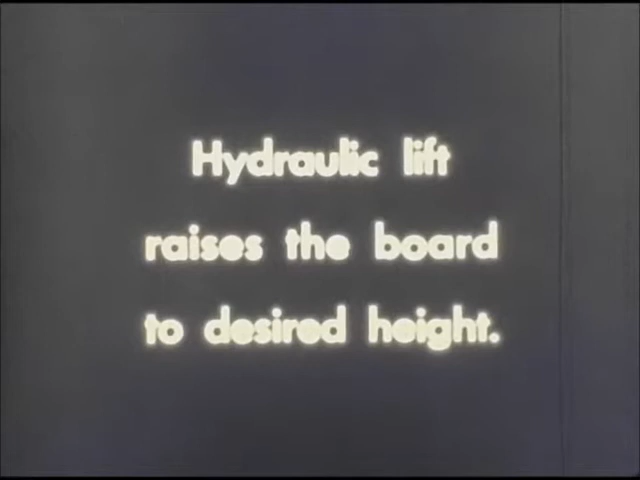 Hydraulic lift
raises the board
to desired height.